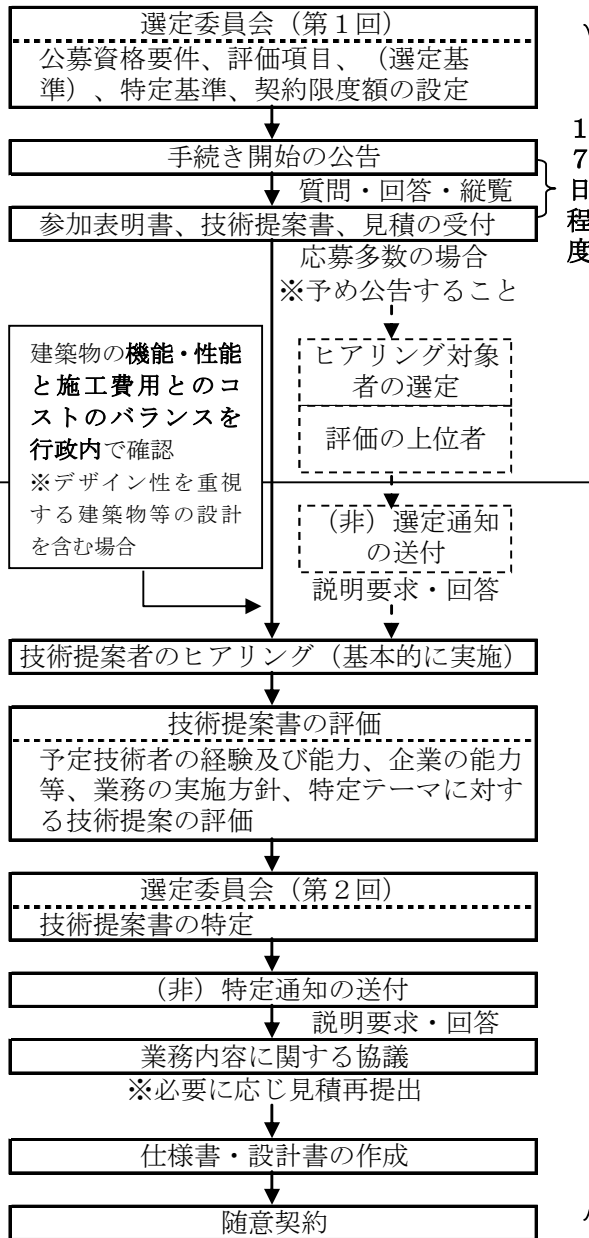 選定委員会(第1回)
公募資格要件、評価項目、(選定基
準)、特定基準、契約限度額の設定
手続き開始の公告
質問・回答・縦覧
参加表明書、技術提案書、見積の受付
17日程度
応募多数の場合
※予め公告すること
ヒアリング対象
者の選定
評価の上位者
(非)選定通知
の送付
説明要求・回答
建築物の機能・性能
と施工費用とのコ
ストのバランスを
行政内で確認
※デザイン性を重視
する建築物等の設計
を含む場合
技術提案者のヒアリング(基本的に実施)
技術提案書の評価
予定技術者の経験及び能力、企業の能力
等、業務の実施方針、特定テーマに対す
る技術提案の評価
選定委員会(第2回)
技術提案書の特定
(非)特定通知の送付
説明要求・回答
業務内容に関する協議
※必要に応じ見積再提出
仕様書・設計書の作成
随意契約